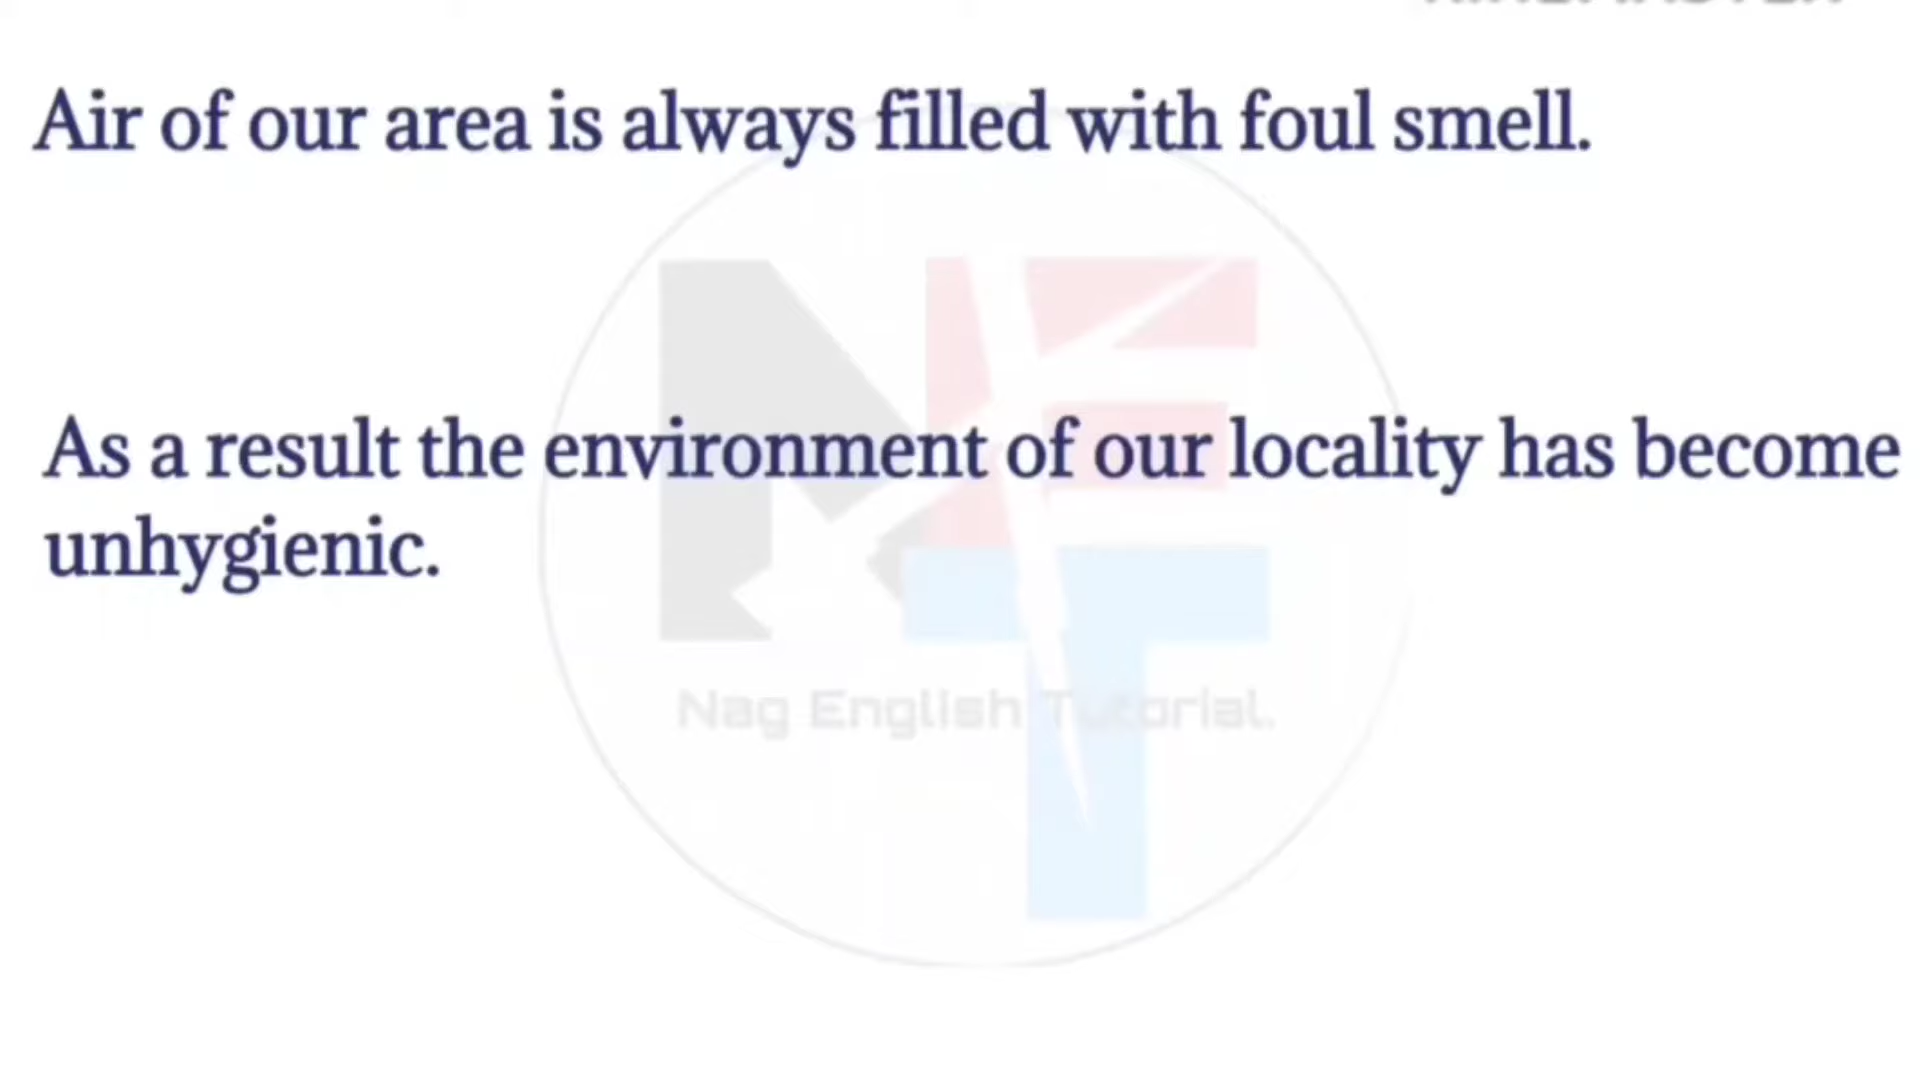 Air of our area is always filled with foul smell.
As a result the environment of our locality has become
unhygienic.
Nag English Tutorial.